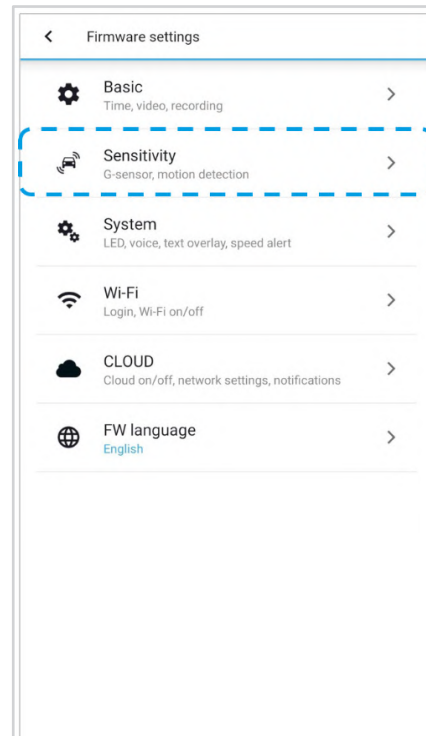 Firmware settings
Basic
Time, video, recording
Sensitivity
G-sensor, motion detection
System
LED, voice, text overlay, speed alert
Wi-Fi
Login, Wi-Fi on/off
CLOUD
Cloud on/off, network settings, notifications
FW language
English